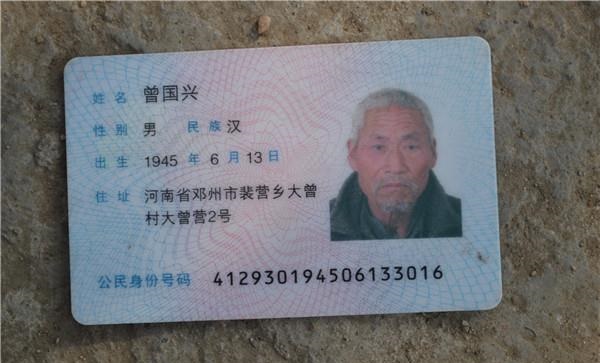 姓名 曾国兴
性别 男 民族 汉
出生 1945 年 6 月 13 日
住址 河南省邓州市裴营乡大曾
村大曾营2号
公民身份号码 412930194506133016